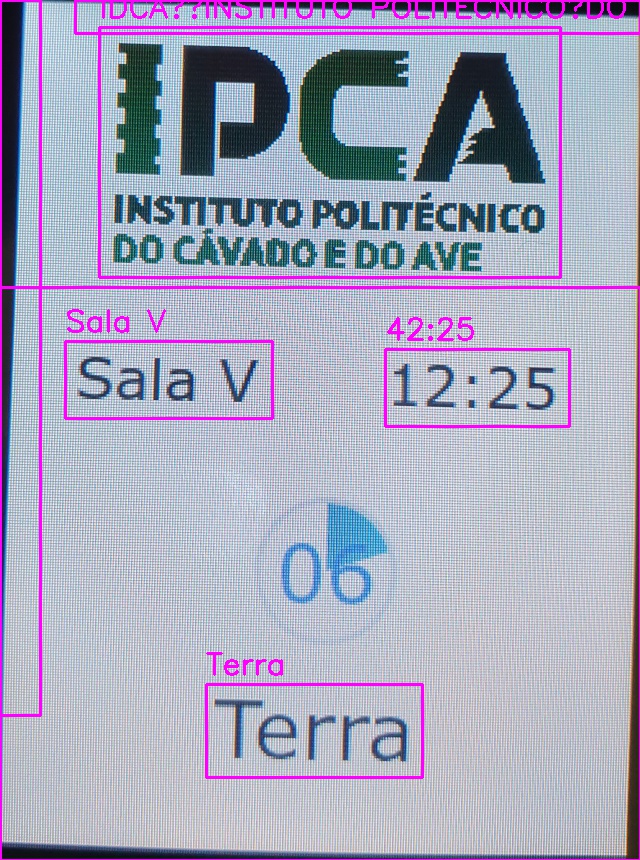 IDCA??INSTITUTO POLITECNICO?DO
IPCA
INSTITUTO POLITÉCNICO
DO CÁVADO E DO AVE
Sala V
42:25
Sala V
12:25
06
Terra
Terra